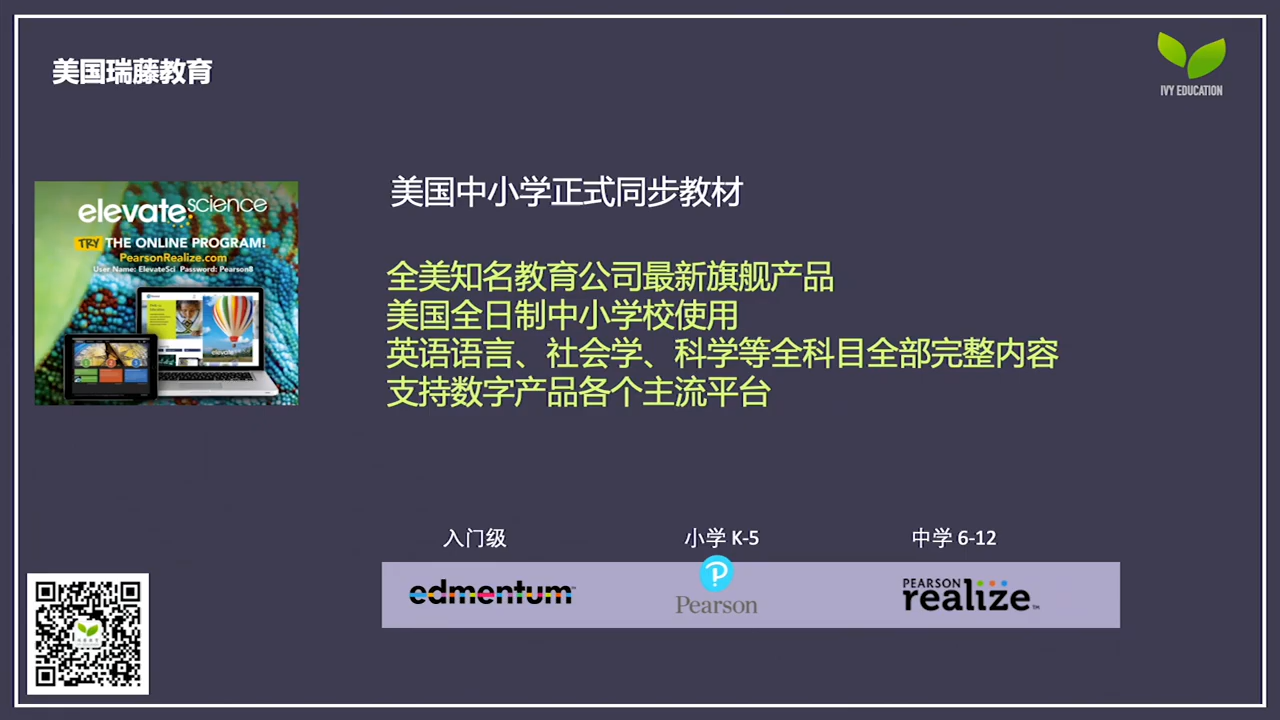 美国瑞藤教育
IVY EDUCATION
美国中小学正式同步教材
elevate science
TRY THE ONLINE PROGRAM!
PearsonRealize.com
User Name: ElevateSci Password: Pearson8
全美知名教育公司最新旗舰产品
美国全日制中小学校使用
英语语言、社会学、科学等全科目全部完整内容
支持数字产品各个主流平台
入门级
小学 K-5
中学 6-12
edmentum™
Pearson
PEARSON
realize™